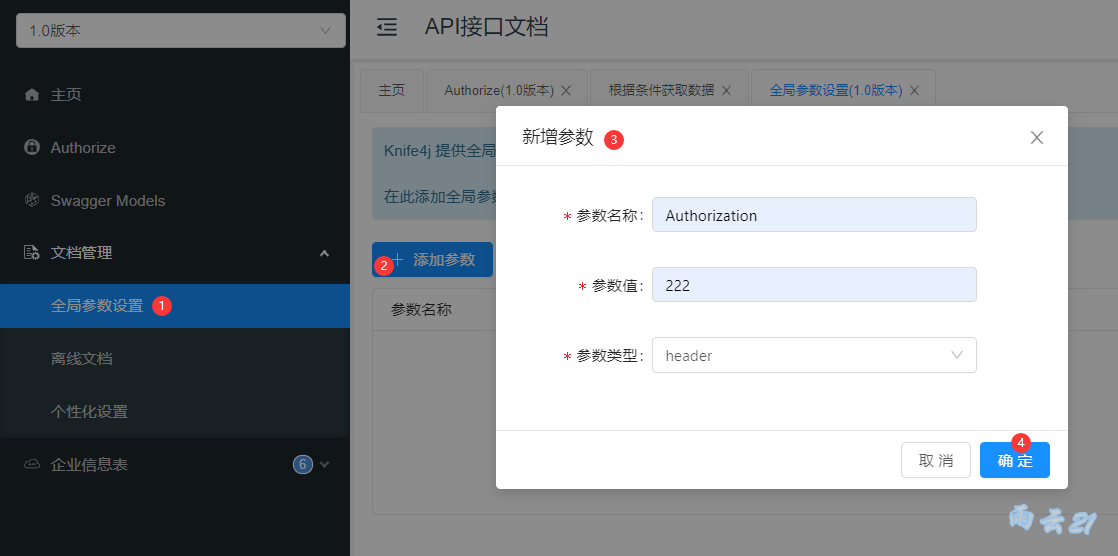 1.0版本
主页
Authorize
Swagger Models
文档管理
全局参数设置 1
离线文档
个性化设置
企业信息表 6
API接口文档
主页 Authorize(1.0版本) 根据条件获取数据 全局参数设置(1.0版本)
Knife4j 提供全局
在此添加全局参数
2 添加参数
参数名称
新增参数 3
* 参数名称: Authorization
* 参数值: 222
* 参数类型: header
4
取 消 确 定
雨云21